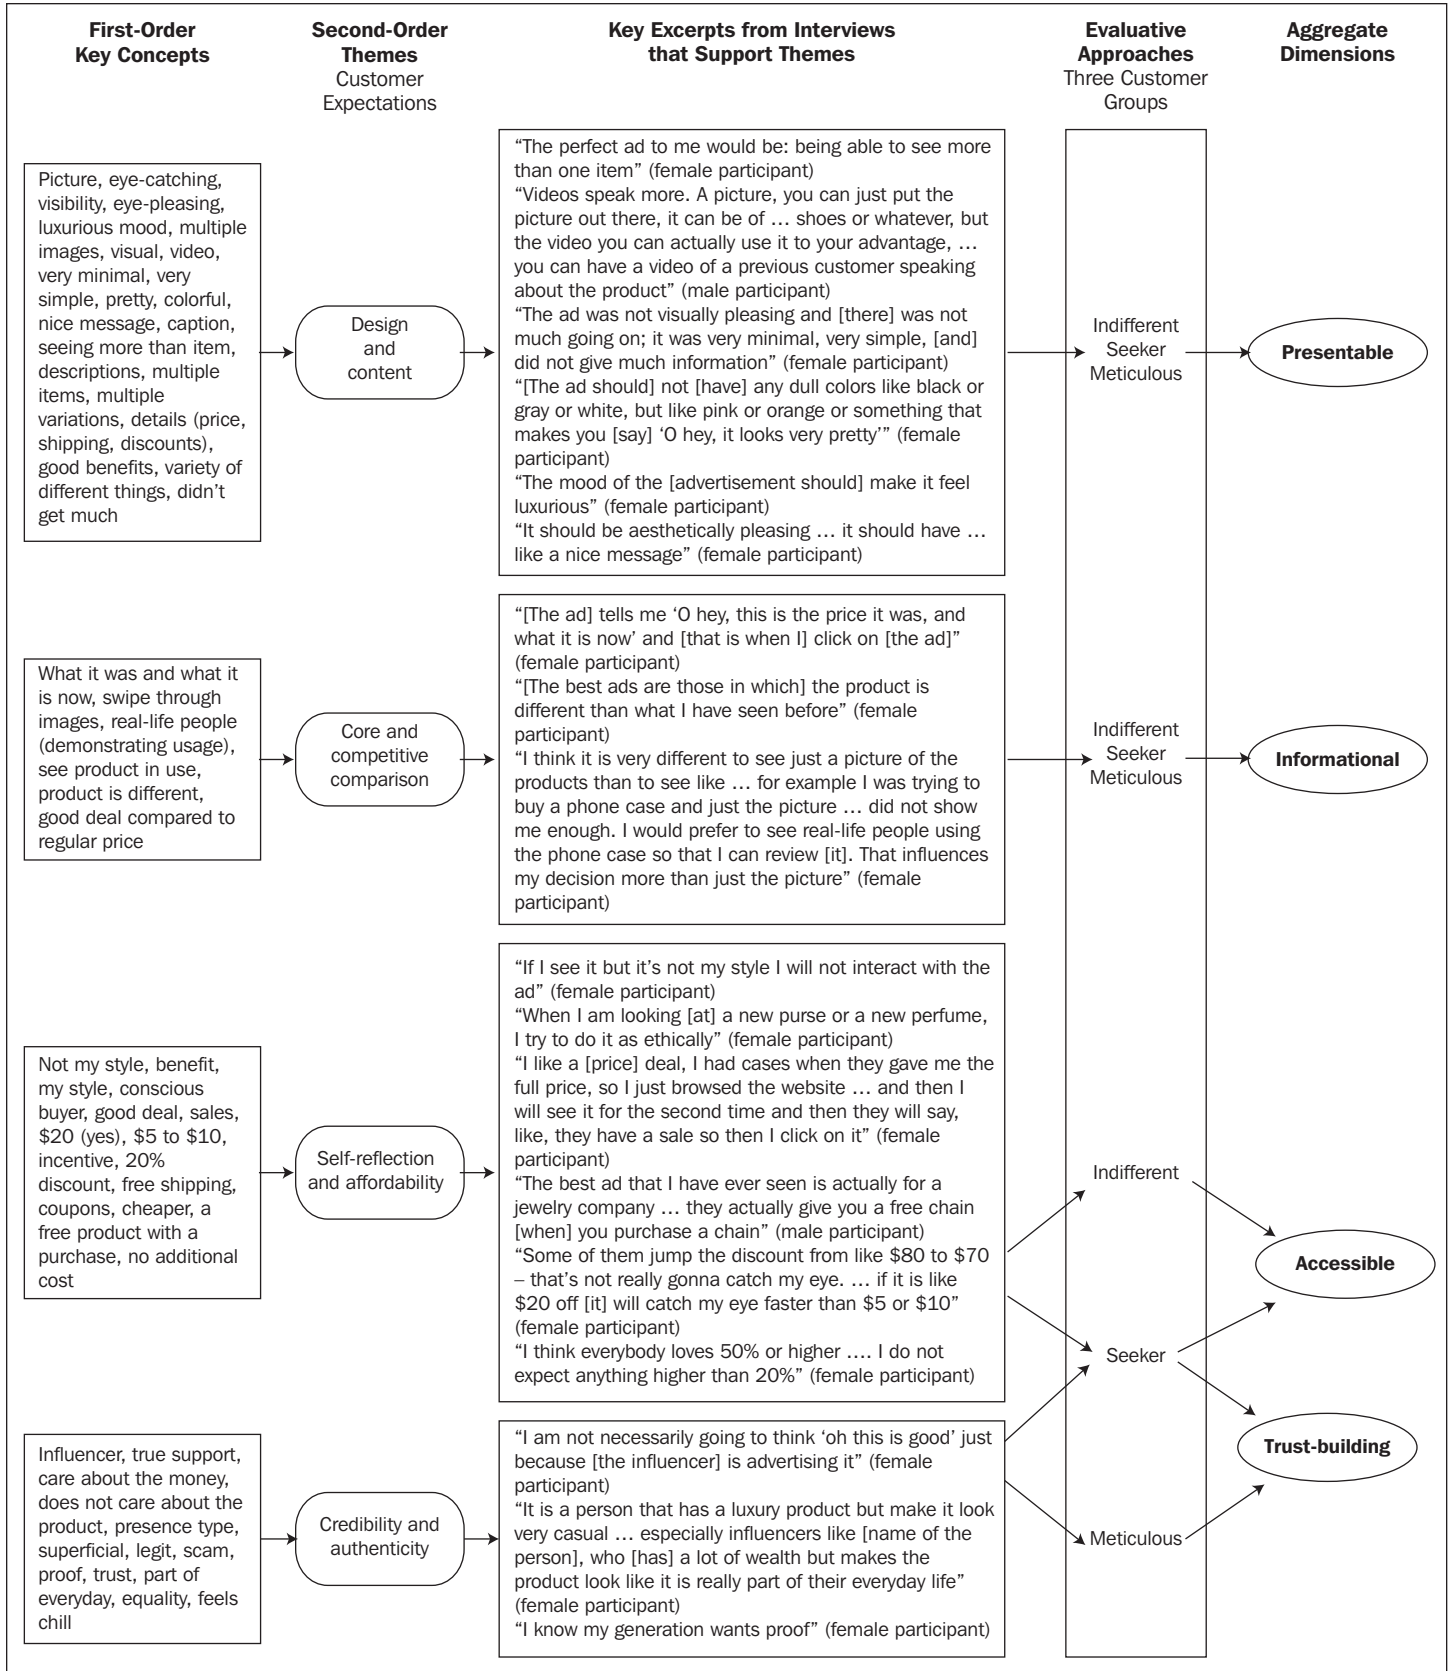 First-Order
Key Concepts
Second-Order
Themes
Customer
Expectations
Key Excerpts from Interviews
that Support Themes
Evaluative
Approaches
Three Customer
Groups
Aggregate
Dimensions
Picture, eye-catching,
visibility, eye-pleasing,
luxurious mood, multiple
images, visual, video,
very minimal, very
simple, pretty, colorful,
nice message, caption,
seeing more than item,
descriptions, multiple
items, multiple
variations, details (price,
shipping, discounts),
good benefits, variety of
different things, didn’t
get much
Design
and
content
“The perfect ad to me would be: being able to see more
than one item” (female participant)
“Videos speak more. A picture, you can just put the
picture out there, it can be of … shoes or whatever, but
the video you can actually use it to your advantage, …
you can have a video of a previous customer speaking
about the product” (male participant)
“The ad was not visually pleasing and [there] was not
much going on; it was very minimal, very simple, [and]
did not give much information” (female participant)
“[The ad should] not [have] any dull colors like black or
gray or white, but like pink or orange or something that
makes you [say] ‘O hey, it looks very pretty’” (female
participant)
“The mood of the [advertisement should] make it feel
luxurious” (female participant)
“It should be aesthetically pleasing … it should have …
like a nice message” (female participant)
Indifferent
Seeker
Meticulous
Presentable
What it was and what it
is now, swipe through
images, real-life people
(demonstrating usage),
see product in use,
product is different,
good deal compared to
regular price
Core and
competitive
comparison
“[The ad] tells me ‘O hey, this is the price it was, and
what it is now’ and [that is when I] click on [the ad]”
(female participant)
“[The best ads are those in which] the product is
different than what I have seen before” (female
participant)
“I think it is very different to see just a picture of the
products than to see like … for example I was trying to
buy a phone case and just the picture … did not show
me enough. I would prefer to see real-life people using
the phone case so that I can review [it]. That influences
my decision more than just the picture” (female
participant)
Indifferent
Seeker
Meticulous
Informational
Not my style, benefit,
my style, conscious
buyer, good deal, sales,
$20 (yes), $5 to $10,
incentive, 20%
discount, free shipping,
coupons, cheaper, a
free product with a
purchase, no additional
cost
Self-reflection
and affordability
“If I see it but it’s not my style I will not interact with the
ad” (female participant)
“When I am looking [at] a new purse or a new perfume,
I try to do it as ethically” (female participant)
“I like a [price] deal, I had cases when they gave me the
full price, so I just browsed the website … and then I
will see it for the second time and then they will say,
like, they have a sale so then I click on it” (female
participant)
“The best ad that I have ever seen is actually for a
jewelry company … they actually give you a free chain
[when] you purchase a chain” (male participant)
“Some of them jump the discount from like $80 to $70
– that’s not really gonna catch my eye. … if it is like
$20 off [it] will catch my eye faster than $5 or $10”
(female participant)
“I think everybody loves 50% or higher …. I do not
expect anything higher than 20%” (female participant)
Indifferent
Accessible
Seeker
Influencer, true support,
care about the money,
does not care about the
product, presence type,
superficial, legit, scam,
proof, trust, part of
everyday, equality, feels
chill
Credibility and
authenticity
“I am not necessarily going to think ‘oh this is good’ just
because [the influencer] is advertising it” (female
participant)
“It is a person that has a luxury product but make it look
very casual … especially influencers like [name of the
person], who [has] a lot of wealth but makes the
product look like it is really part of their everyday life”
(female participant)
“I know my generation wants proof” (female participant)
Meticulous
Trust-building